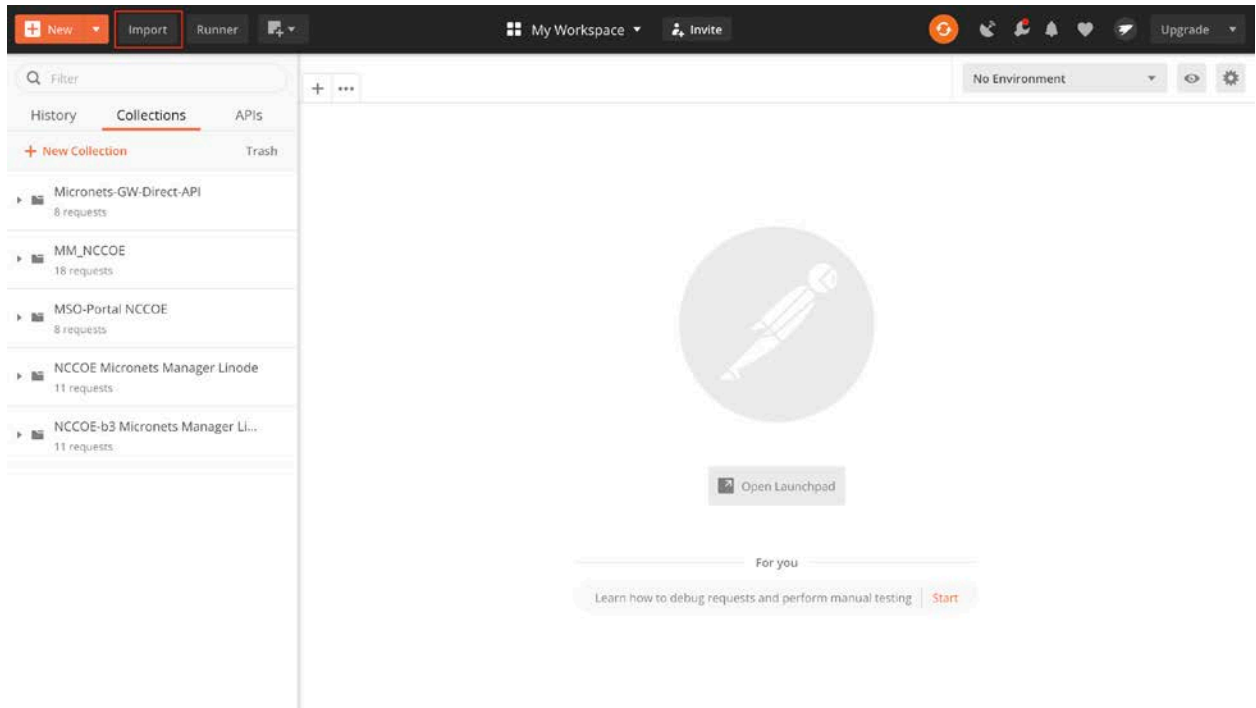 New
Import
Runner
My Workspace
Invite
Upgrade
Filter
No Environment
History
Collections
APIs
New Collection
Trash
Micronets-GW-Direct-API
8 requests
MM_NCCOE
18 requests
MSO-Portal NCCOE
8 requests
NCCOE Micronets Manager Linode
11 requests
NCCOE-b3 Micronets Manager Li...
11 requests
Open Launchpad
For you
Learn how to debug requests and perform manual testing
Start